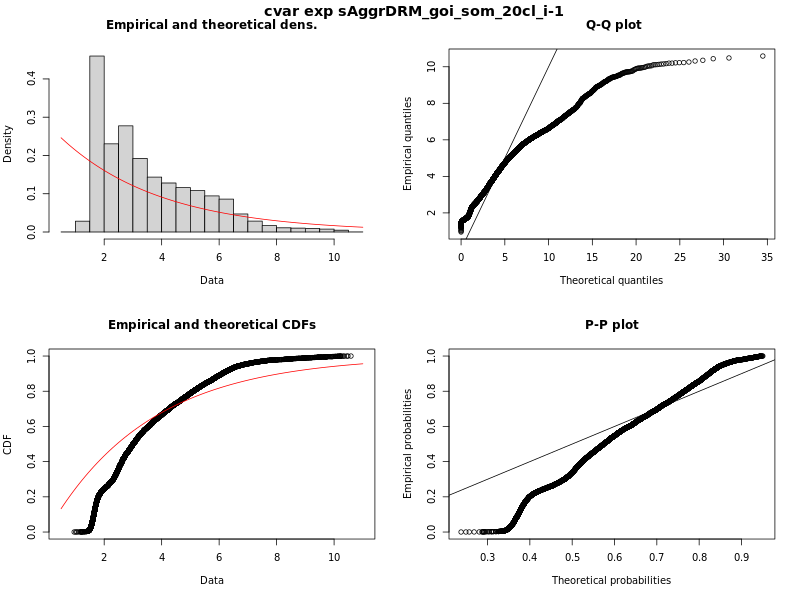 cvar exp sAggrDRM_goi_som_20cl_i-1
Empirical and theoretical dens.
Density
0.0 0.1 0.2 0.3 0.4
2 4 6 8 10
Data
Q-Q plot
Empirical quantiles
2 4 6 8 10
0 5 10 15 20 25 30 35
Theoretical quantiles
Empirical and theoretical CDFs
CDF
0.0 0.2 0.4 0.6 0.8 1.0
2 4 6 8 10
Data
P-P plot
Empirical probabilities
0.0 0.2 0.4 0.6 0.8 1.0
0.3 0.4 0.5 0.6 0.7 0.8 0.9
Theoretical probabilities